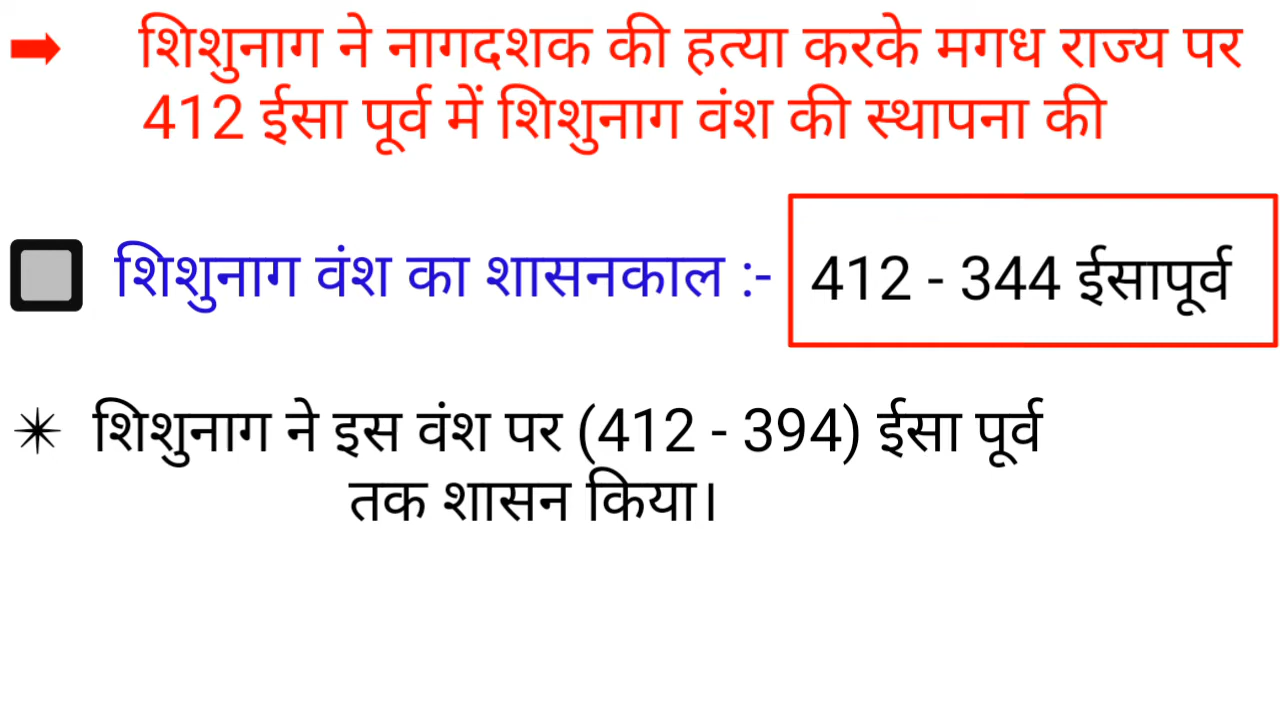 शिशुनाग ने नागदशक की हत्या करके मगध राज्य पर
412 ईसा पूर्व में शिशुनाग वंश की स्थापना की
शिशुनाग वंश का शासनकाल :- 412 - 344 ईसापूर्व
शिशुनाग ने इस वंश पर (412 - 394) ईसा पूर्व
तक शासन किया।